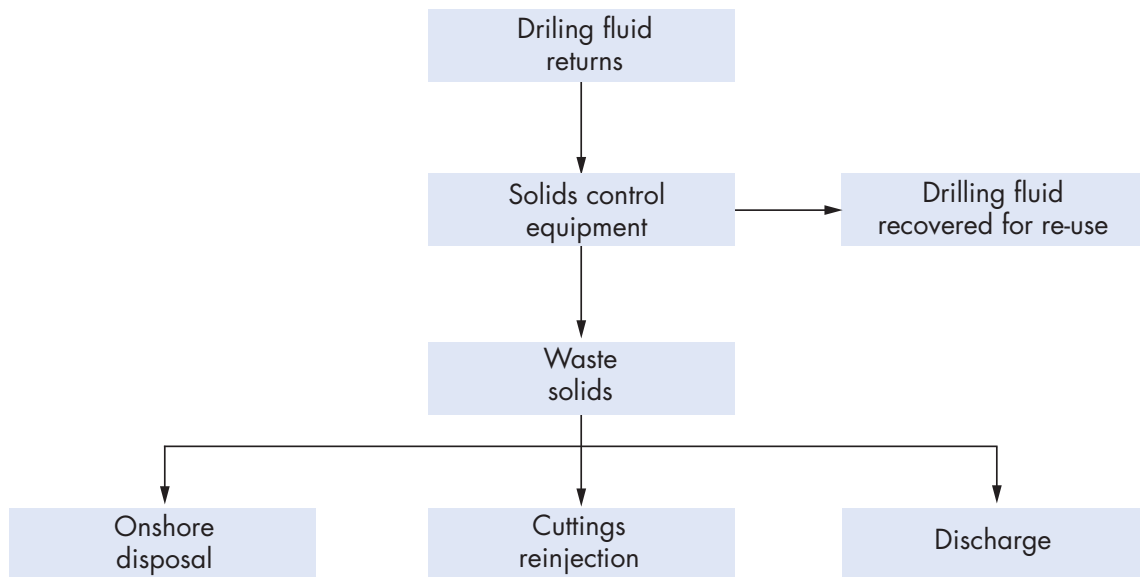 Driling fluid
returns
Solids control
equipment
Drilling fluid
recovered for re-use
Waste
solids
Onshore
disposal
Cuttings
reinjection
Discharge